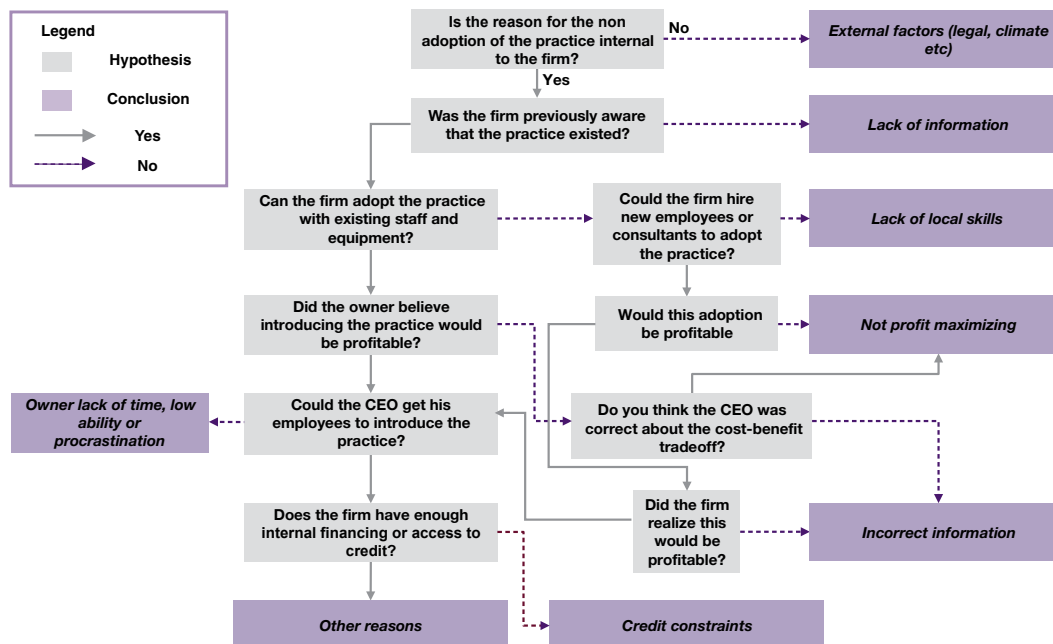 Legend
Hypothesis
Conclusion
Yes
No
Is the reason for the non
adoption of the practice internal
to the firm?
No
External factors (legal, climate
etc)
Yes
Was the firm previously aware
that the practice existed?
Lack of information
Can the firm adopt the practice
with existing staff and
equipment?
Could the firm hire
new employees or
consultants to adopt
the practice?
Lack of local skills
Did the owner believe
introducing the practice would
be profitable?
Would this adoption
be profitable
Not profit maximizing
Owner lack of time, low
ability or
procrastination
Could the CEO get his
employees to introduce the
practice?
Do you think the CEO was
correct about the cost-benefit
tradeoff?
Does the firm have enough
internal financing or access to
credit?
Did the firm
realize this
would be
profitable?
Incorrect information
Other reasons
Credit constraints